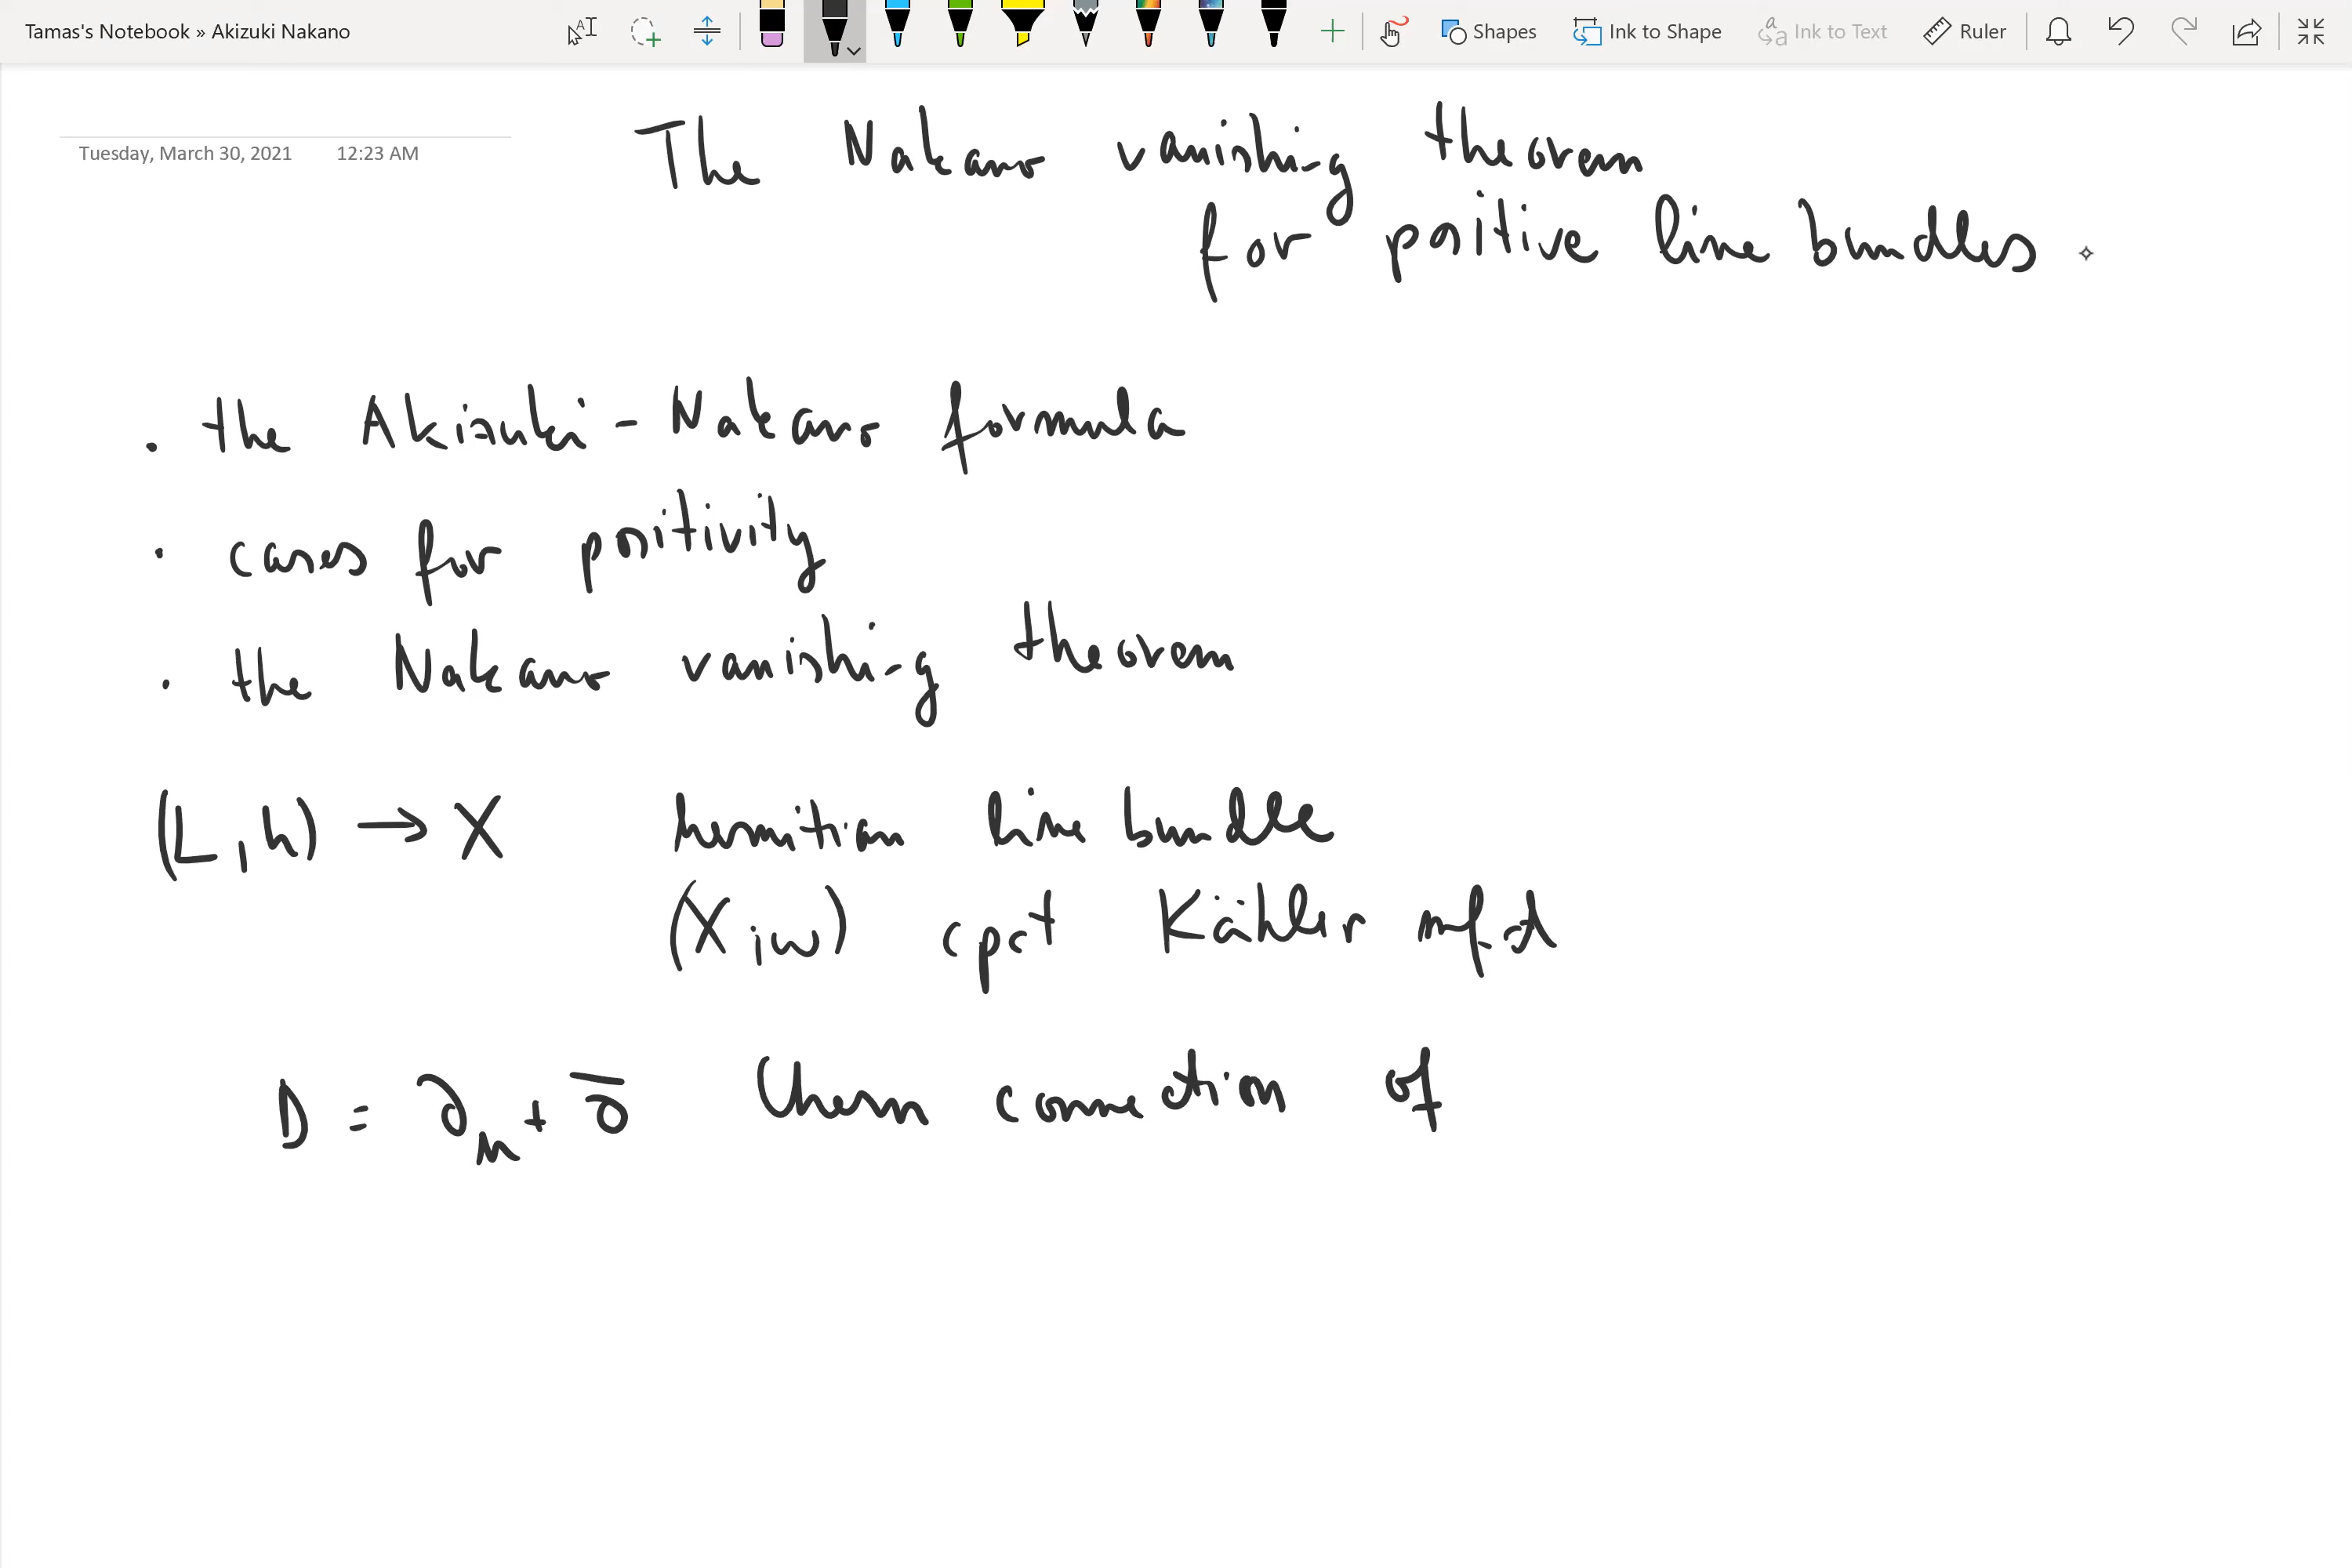 Tamas's Notebook » Akizuki Nakano
Shapes
Ink to Shape
Ink to Text
Ruler
Tuesday, March 30, 2021 12:23 AM
The Nakano vanishing theorem
for positive line bundles
· the Akizuki - Nakano formula
· cases for positivity
· the Nakano vanishing theorem
(L, h) → X hermitian line bundle
(X, ω) cpct Kähler mfd
D = ∂ₕ + ∂̅ Chern connection of